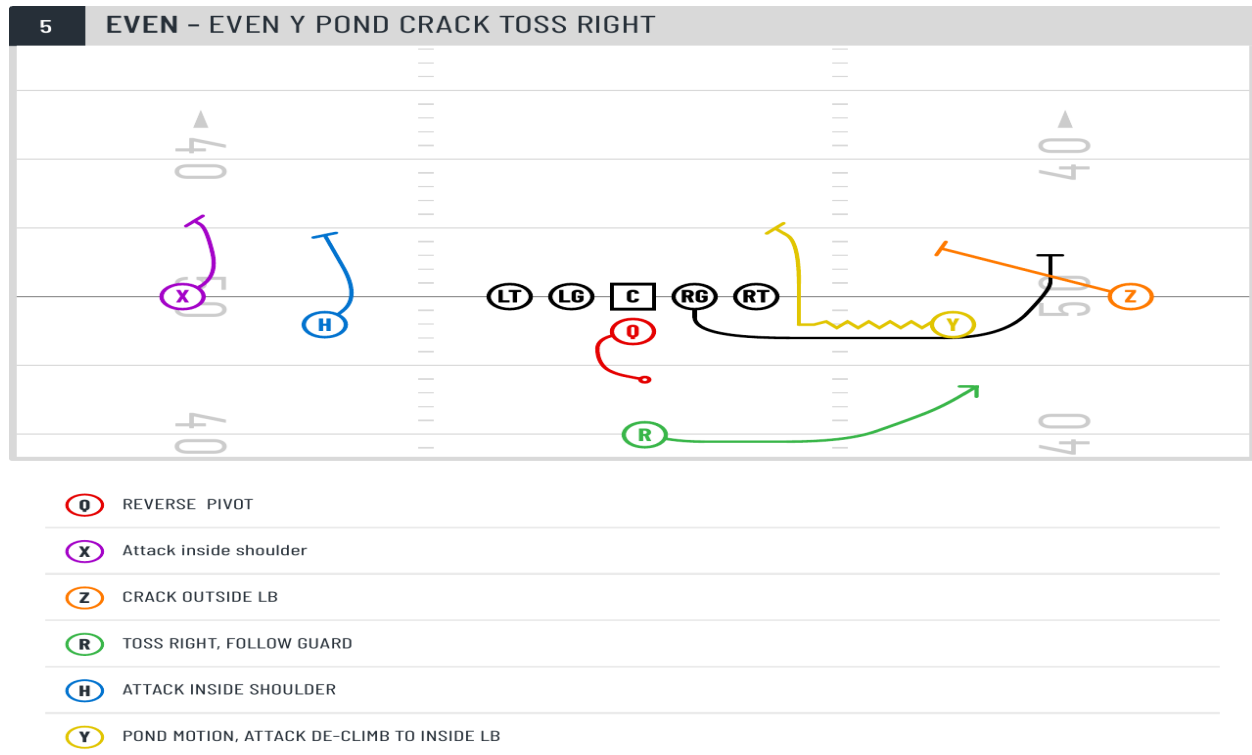 5 EVEN – EVEN Y POND CRACK TOSS RIGHT
40 40
X 50 LT LG C RG RT 50 Z
H Q Y
40 R 40
Q REVERSE PIVOT
X Attack inside shoulder
Z CRACK OUTSIDE LB
R TOSS RIGHT, FOLLOW GUARD
H ATTACK INSIDE SHOULDER
Y POND MOTION, ATTACK DE-CLIMB TO INSIDE LB